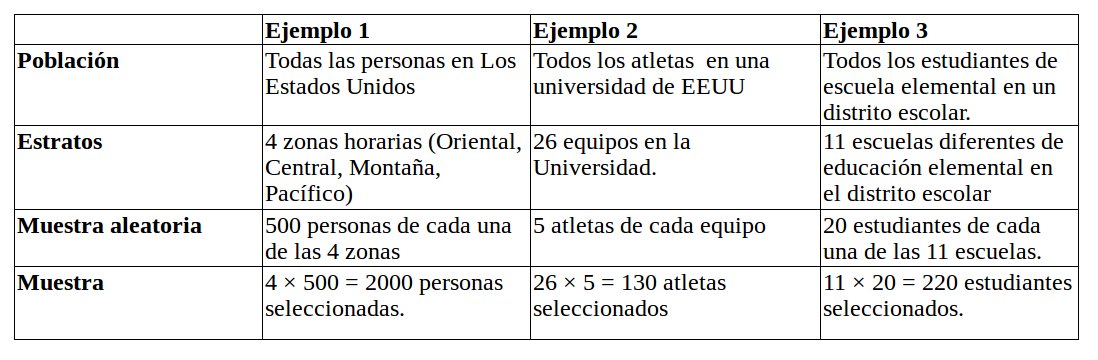 Ejemplo 1 Ejemplo 2 Ejemplo 3
Población
Todas las personas en Los
Estados Unidos
Todos los atletas en una
universidad de EEUU
Todos los estudiantes de
escuela elemental en un
distrito escolar.
Estratos
4 zonas horarias (Oriental,
Central, Montaña,
Pacífico)
26 equipos en la
Universidad.
11 escuelas diferentes de
educación elemental en
el distrito escolar
Muestra aleatoria
500 personas de cada una
de las 4 zonas
5 atletas de cada equipo
20 estudiantes de cada
una de las 11 escuelas.
Muestra
4 × 500 = 2000 personas
seleccionadas.
26 × 5 = 130 atletas
seleccionados
11 × 20 = 220 estudiantes
seleccionados.